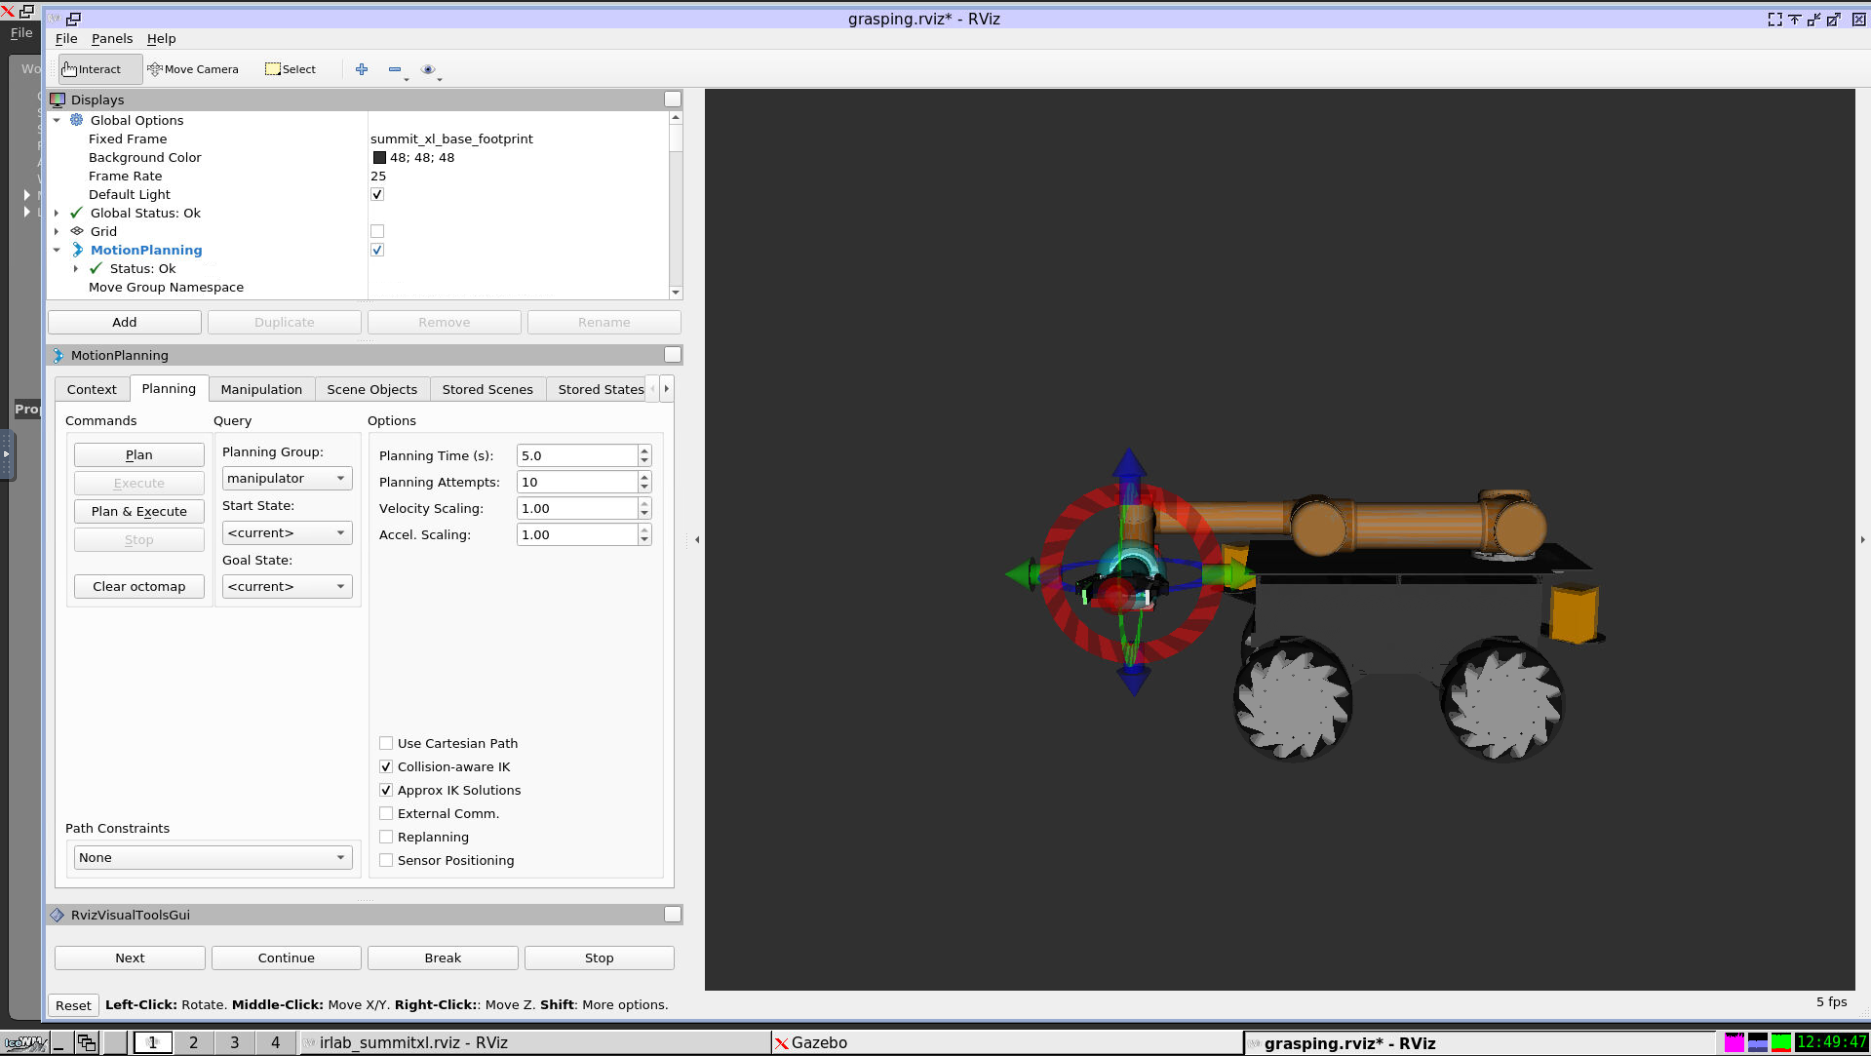 grasping.rviz* - RViz
File
File Panels Help
Interact Move Camera Select
Displays
Global Options
Fixed Frame summit_xl_base_footprint
Background Color 48; 48; 48
Frame Rate 25
Default Light
Global Status: Ok
Grid
MotionPlanning
Status: Ok
Move Group Namespace
Add Duplicate Remove Rename
MotionPlanning
Context Planning Manipulation Scene Objects Stored Scenes Stored States
Commands Query Options
Plan
Execute
Plan & Execute
Stop
Clear octomap
Planning Group:
manipulator
Start State:
<current>
Goal State:
<current>
Planning Time (s): 5.0
Planning Attempts: 10
Velocity Scaling: 1.00
Accel. Scaling: 1.00
Use Cartesian Path
Collision-aware IK
Approx IK Solutions
External Comm.
Replanning
Sensor Positioning
Path Constraints
None
RvizVisualToolsGui
Next Continue Break Stop
Reset Left-Click: Rotate. Middle-Click: Move X/Y. Right-Click:: Move Z. Shift: More options.
5 fps
1 2 3 4 irlab_summitxl.rviz - RViz Gazebo grasping.rviz* - RViz 12:49:47